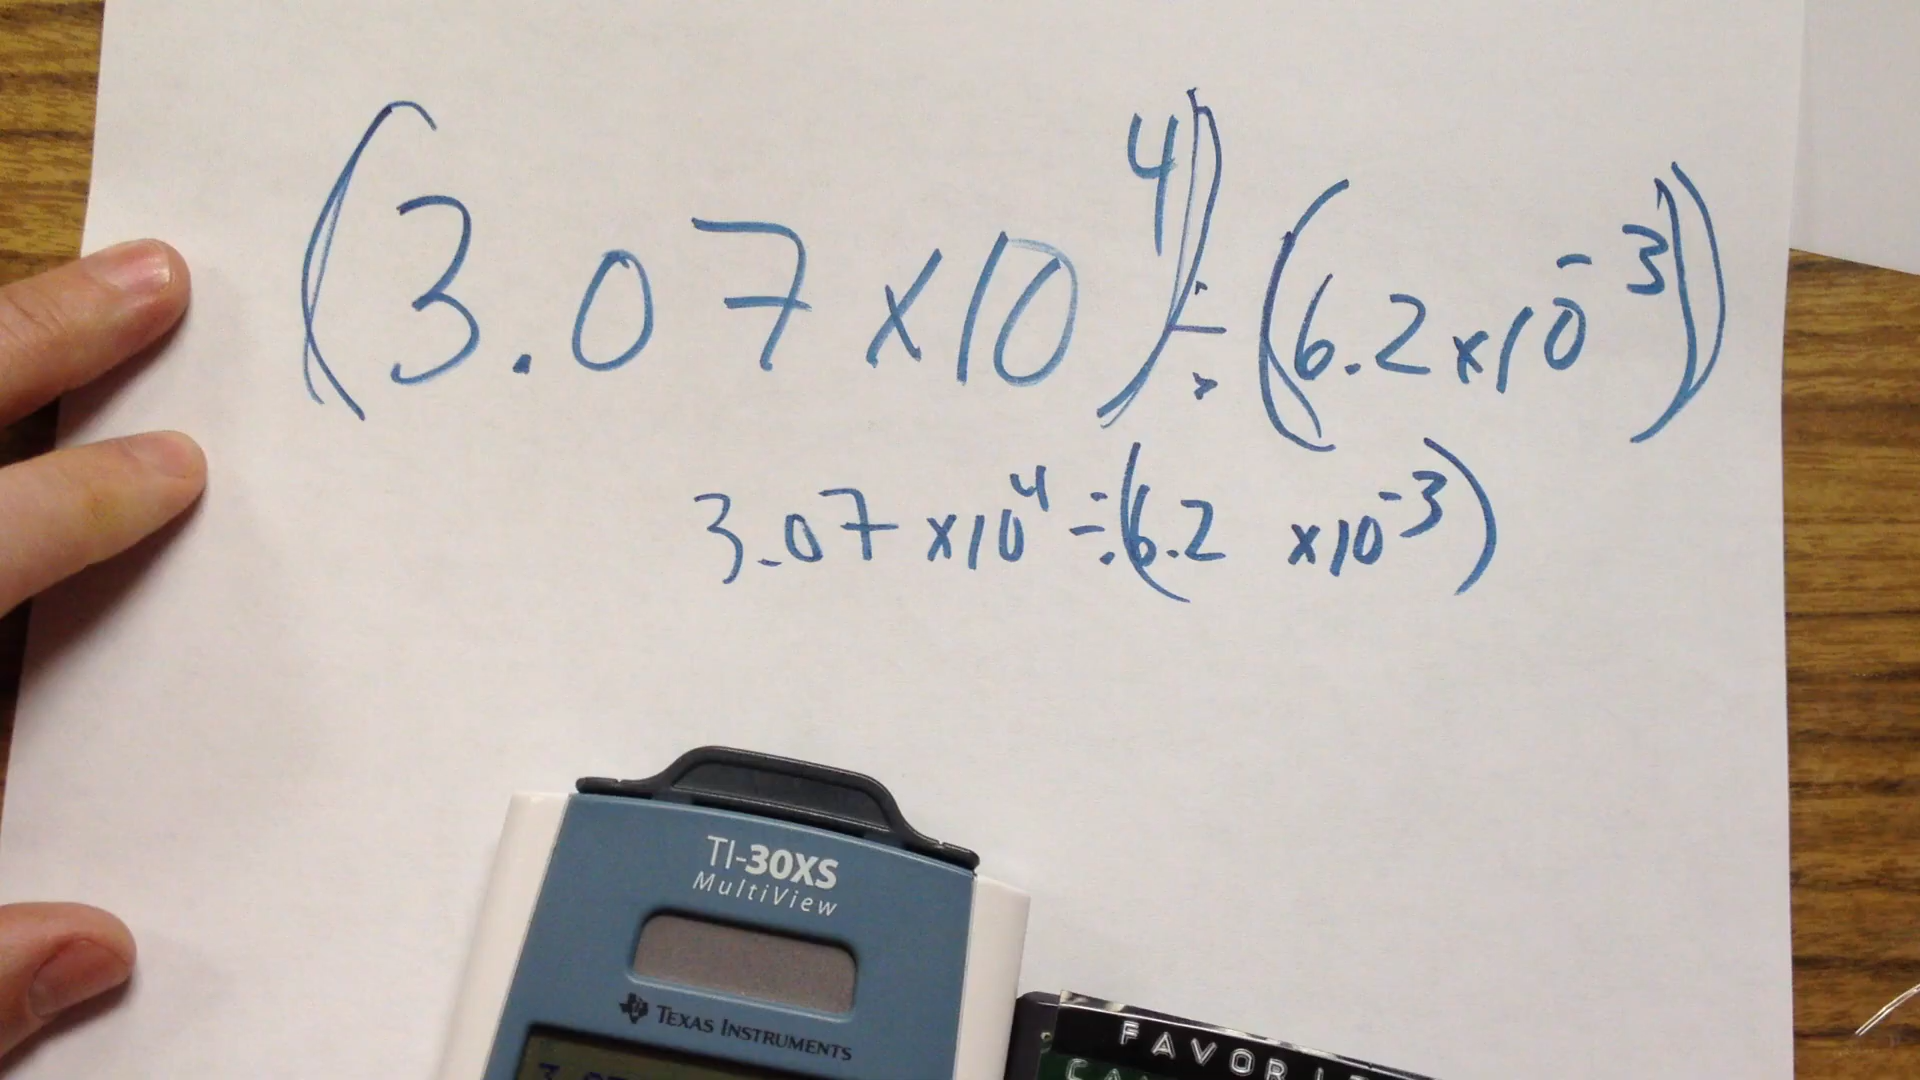 (3.07 x 10⁴) ÷ (6.2 x 10⁻³)
3.07 x 10⁴ ÷ (6.2 x 10⁻³)
TI-30XS
MultiView
TEXAS INSTRUMENTS